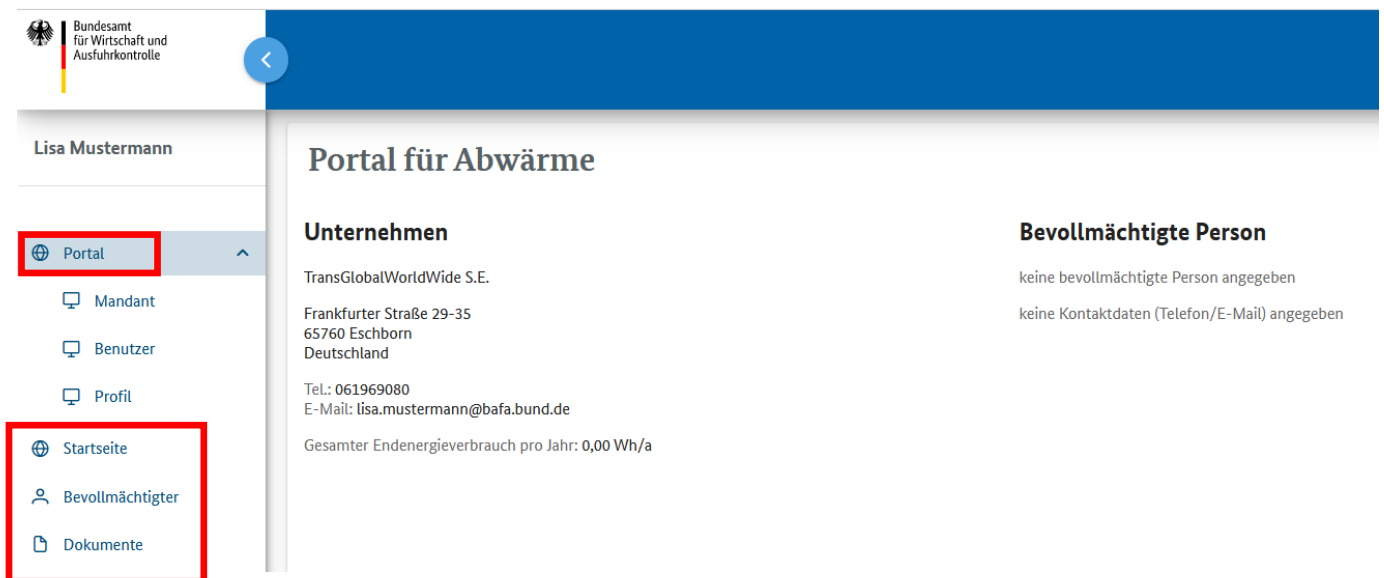 Bundesamt
für Wirtschaft und
Ausfuhrkontrolle
Lisa Mustermann
Portal
Mandant
Benutzer
Profil
Startseite
Bevollmächtigter
Dokumente
Portal für Abwärme
Unternehmen
TransGlobalWorldWide S.E.
Frankfurter Straße 29-35
65760 Eschborn
Deutschland
Tel.: 061969080
E-Mail: lisa.mustermann@bafa.bund.de
Gesamter Endenergieverbrauch pro Jahr: 0,00 Wh/a
Bevollmächtigte Person
keine bevollmächtigte Person angegeben
keine Kontaktdaten (Telefon/E-Mail) angegeben